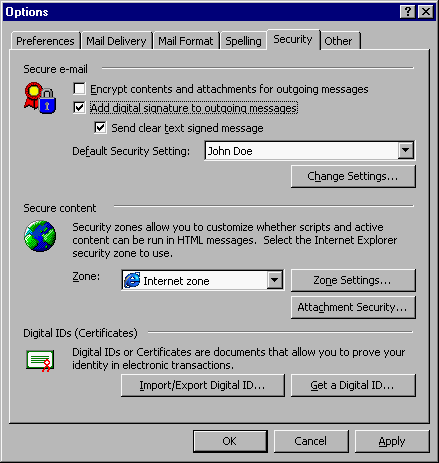 Options
Preferences Mail Delivery Mail Format Spelling Security Other
Secure e-mail
Encrypt contents and attachments for outgoing messages
Add digital signature to outgoing messages
Send clear text signed message
Default Security Setting: John Doe
Change Settings...
Secure content
Security zones allow you to customize whether scripts and active
content can be run in HTML messages. Select the Internet Explorer
security zone to use.
Zone: Internet zone Zone Settings...
Attachment Security...
Digital IDs (Certificates)
Digital IDs or Certificates are documents that allow you to prove your
identity in electronic transactions.
Import/Export Digital ID... Get a Digital ID...
OK Cancel Apply